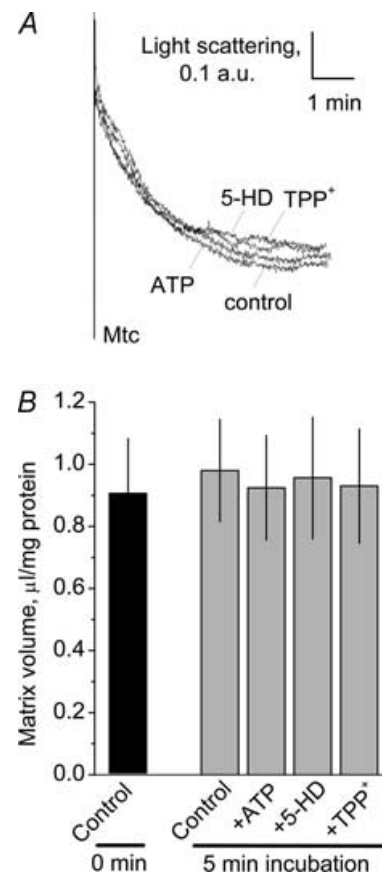 A
Light scattering,
0.1 a.u.
1 min
5-HD TPP⁺
ATP
control
Mtc
B
Matrix volume, μl/mg protein
1.2
1.0
0.8
0.6
0.4
0.2
0.0
Control Control +ATP +5-HD +TPP⁺
0 min 5 min incubation